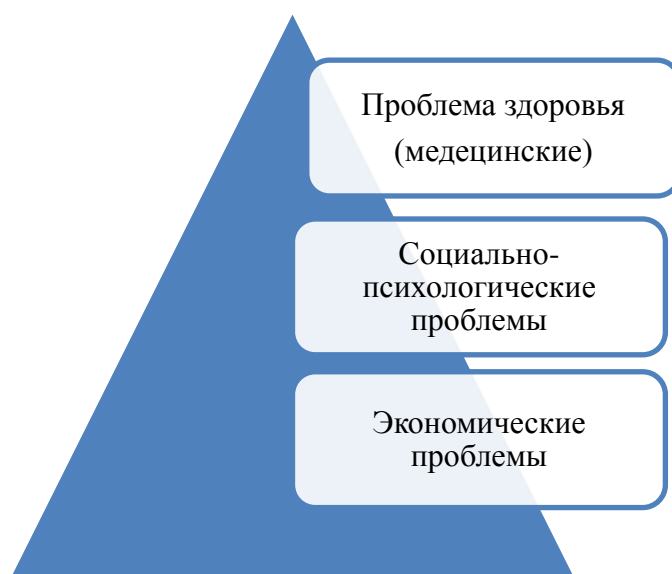 Проблема здоровья
(медецинские)
Социально-
психологические
проблемы
Экономические
проблемы